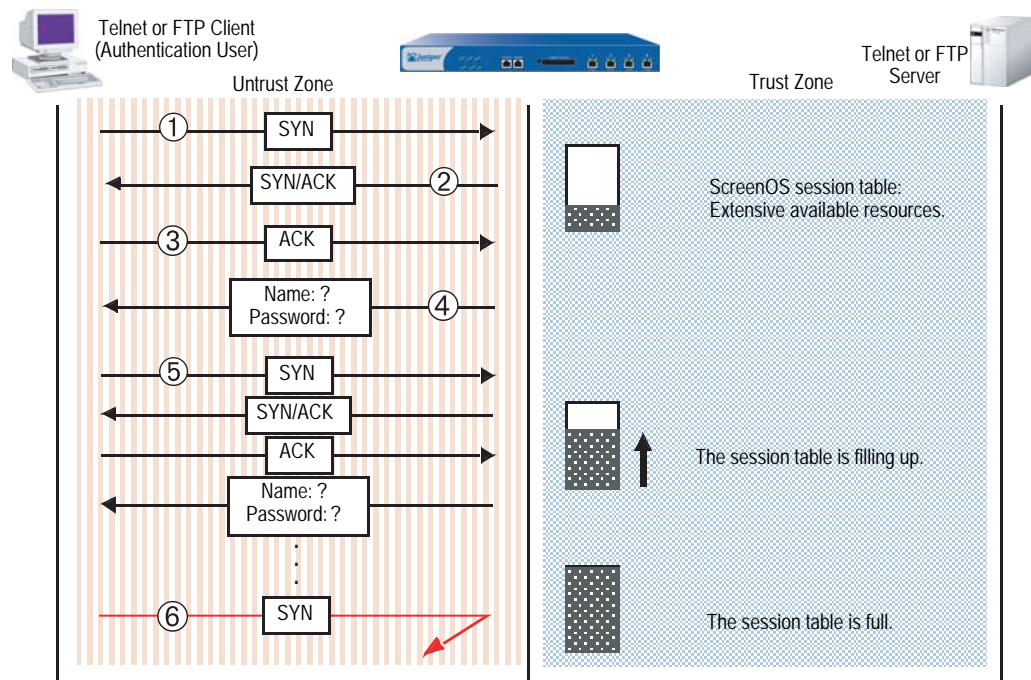 Telnet or FTP Client
(Authentication User)
Juniper
Telnet or FTP
Server
Untrust Zone
Trust Zone
1
SYN
SYN/ACK
2
ScreenOS session table:
Extensive available resources.
3
ACK
Name: ?
Password: ?
4
5
SYN
SYN/ACK
ACK
The session table is filling up.
Name: ?
Password: ?
.
.
.
6
SYN
The session table is full.